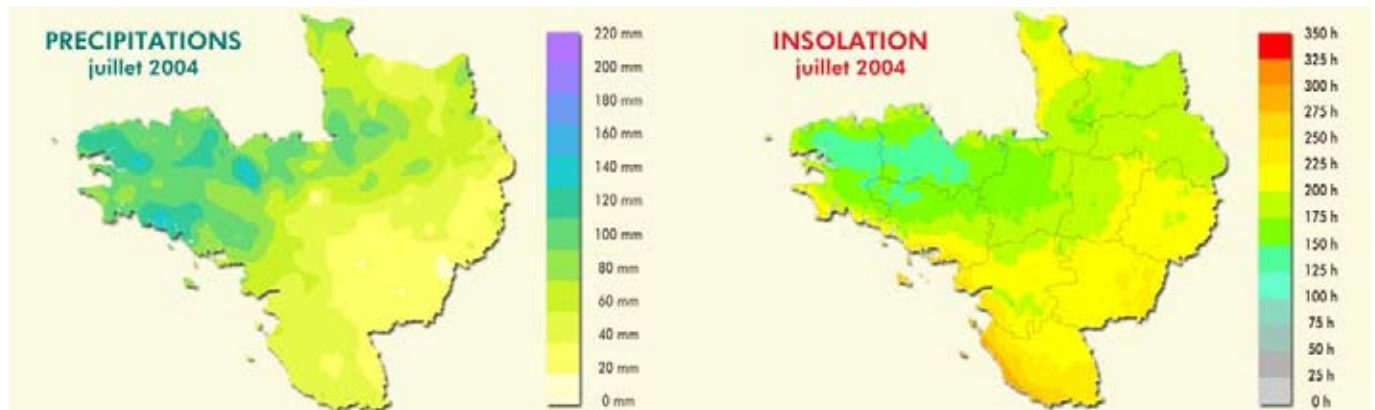 PRECIPITATIONS
juillet 2004
220 mm
200 mm
180 mm
160 mm
140 mm
120 mm
100 mm
80 mm
60 mm
40 mm
20 mm
0 mm
INSOLATION
juillet 2004
350 h
325 h
300 h
275 h
250 h
225 h
200 h
175 h
150 h
125 h
100 h
75 h
50 h
25 h
0 h